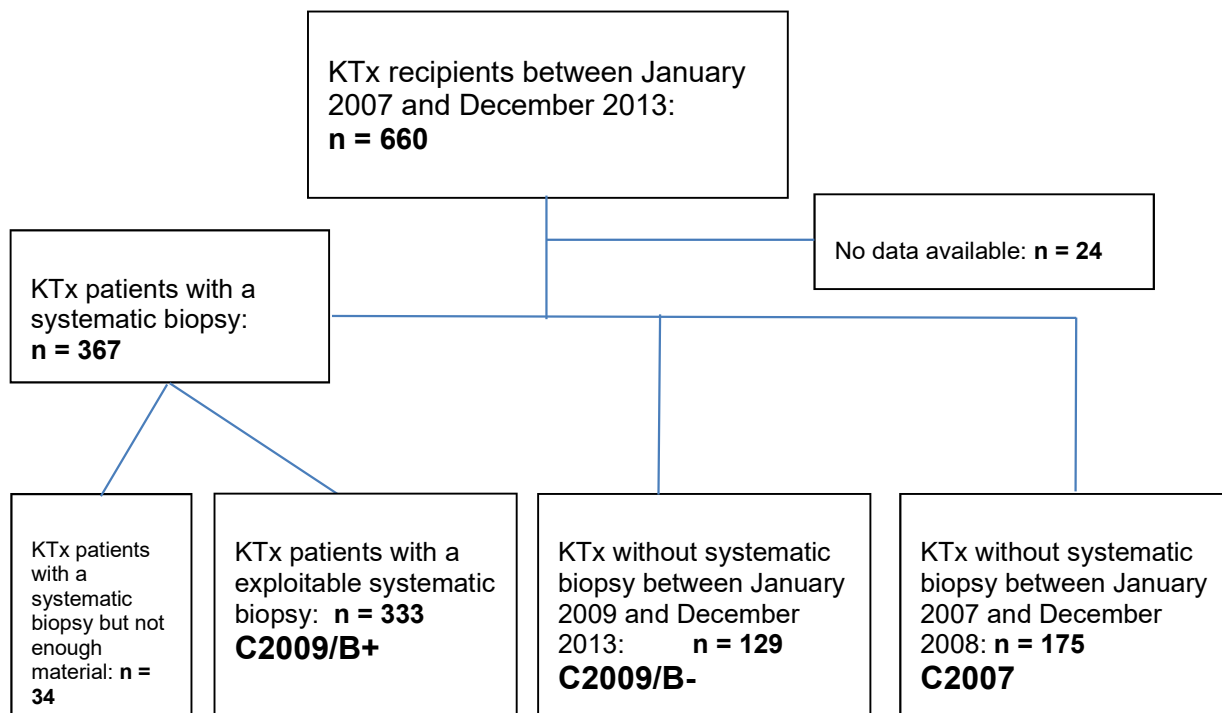 KTx recipients between January
2007 and December 2013:
n = 660
No data available: n = 24
KTx patients with a
systematic biopsy:
n = 367
KTx patients
with a
systematic
biopsy but not
enough
material: n =
34
KTx patients with a
exploitable systematic
biopsy: n = 333
C2009/B+
KTx without systematic
biopsy between January
2009 and December
2013: n = 129
C2009/B-
KTx without systematic
biopsy between January
2007 and December
2008: n = 175
C2007